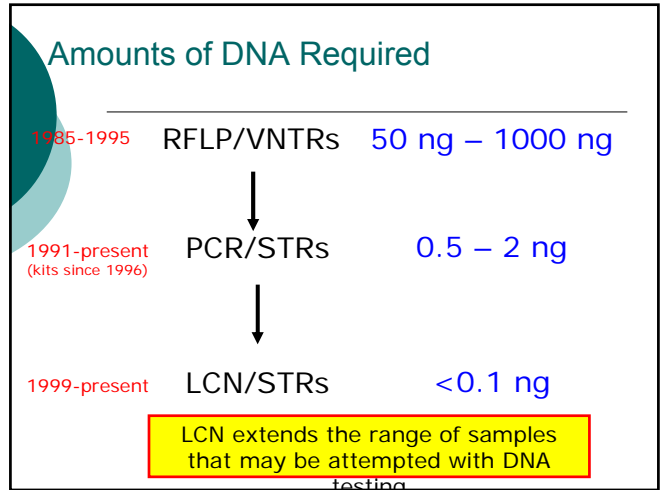 Amounts of DNA Required
1985-1995 RFLP/VNTRs 50 ng – 1000 ng
1991-present PCR/STRs 0.5 – 2 ng
(kits since 1996)
1999-present LCN/STRs <0.1 ng
LCN extends the range of samples
that may be attempted with DNA
testing